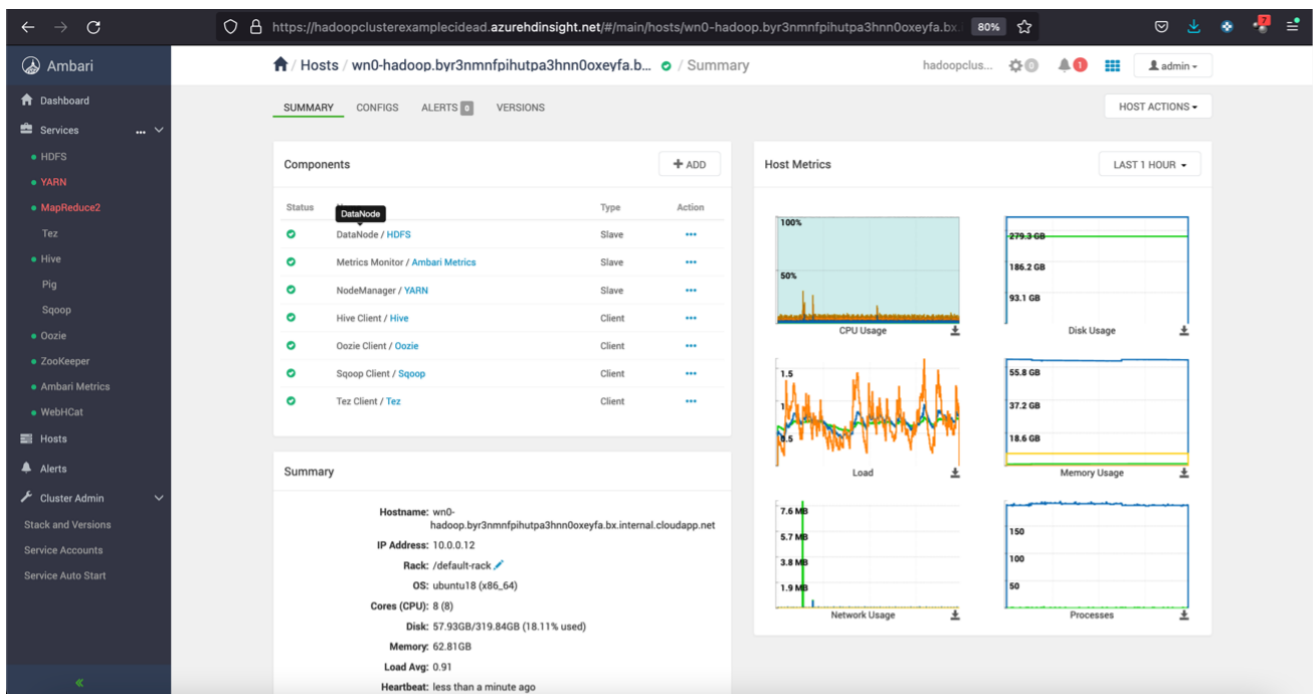 https://hadoopclusterexamplecidead.azurehdinsight.net/#/main/hosts/wn0-hadoop.byr3nmnfpihutpa3hnn0oxeyfa.bx. 80% 7
Ambari
/ Hosts / wn0-hadoop.byr3nmnfpihutpa3hnn0oxeyfa.b... / Summary
hadoopclus... 0 1 admin
Dashboard
Services ...
HDFS
YARN
MapReduce2
Tez
Hive
Pig
Sqoop
Oozie
ZooKeeper
Ambari Metrics
WebHCat
Hosts
Alerts
Cluster Admin
Stack and Versions
Service Accounts
Service Auto Start
SUMMARY CONFIGS ALERTS 0 VERSIONS
HOST ACTIONS
Components + ADD
Status Type Action
DataNode
DataNode / HDFS Slave ...
Metrics Monitor / Ambari Metrics Slave ...
NodeManager / YARN Slave ...
Hive Client / Hive Client ...
Oozie Client / Oozie Client ...
Sqoop Client / Sqoop Client ...
Tez Client / Tez Client ...
Summary
Hostname: wn0-
hadoop.byr3nmnfpihutpa3hnn0oxeyfa.bx.internal.cloudapp.net
IP Address: 10.0.0.12
Rack: /default-rack
OS: ubuntu18 (x86_64)
Cores (CPU): 8 (8)
Disk: 57.93GB/319.84GB (18.11% used)
Memory: 62.81GB
Load Avg: 0.91
Heartbeat: less than a minute ago
Host Metrics LAST 1 HOUR
100%
50%
CPU Usage
279.3 GB
186.2 GB
93.1 GB
Disk Usage
1.5
1
0.5
Load
55.8 GB
37.2 GB
18.6 GB
Memory Usage
7.6 MB
5.7 MB
3.8 MB
1.9 MB
Network Usage
150
100
50
Processes